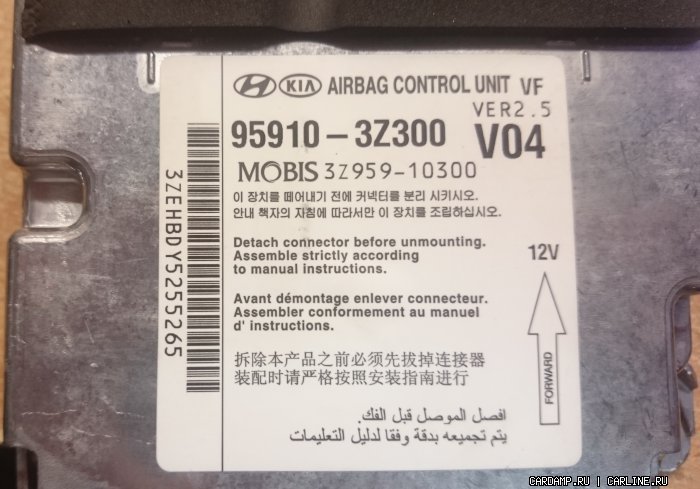 HYUNDAI KIA AIRBAG CONTROL UNIT VF
VER2.5
95910-3Z300 V04
MOBIS 3Z959-10300
이 장치를 떼어내기 전에 커넥터를 분리 시키시오.
안내 책자의 지침에 따라서만 이 장치를 조립하십시오.
Detach connector before unmounting.
Assemble strictly according
to manual instructions.
12V
Avant démontage enlever connecteur.
Assembler conformement au manuel
d' instructions.
FORWARD
拆除本产品之前必须先拔掉连接器
装配时请严格按照安装指南进行
افصل الموصل قبل الفك.
يتم تجميعه بدقة وفقا لدليل التعليمات
3ZEHBDY5255265
CARDAMP.RU | CARLINE.RU